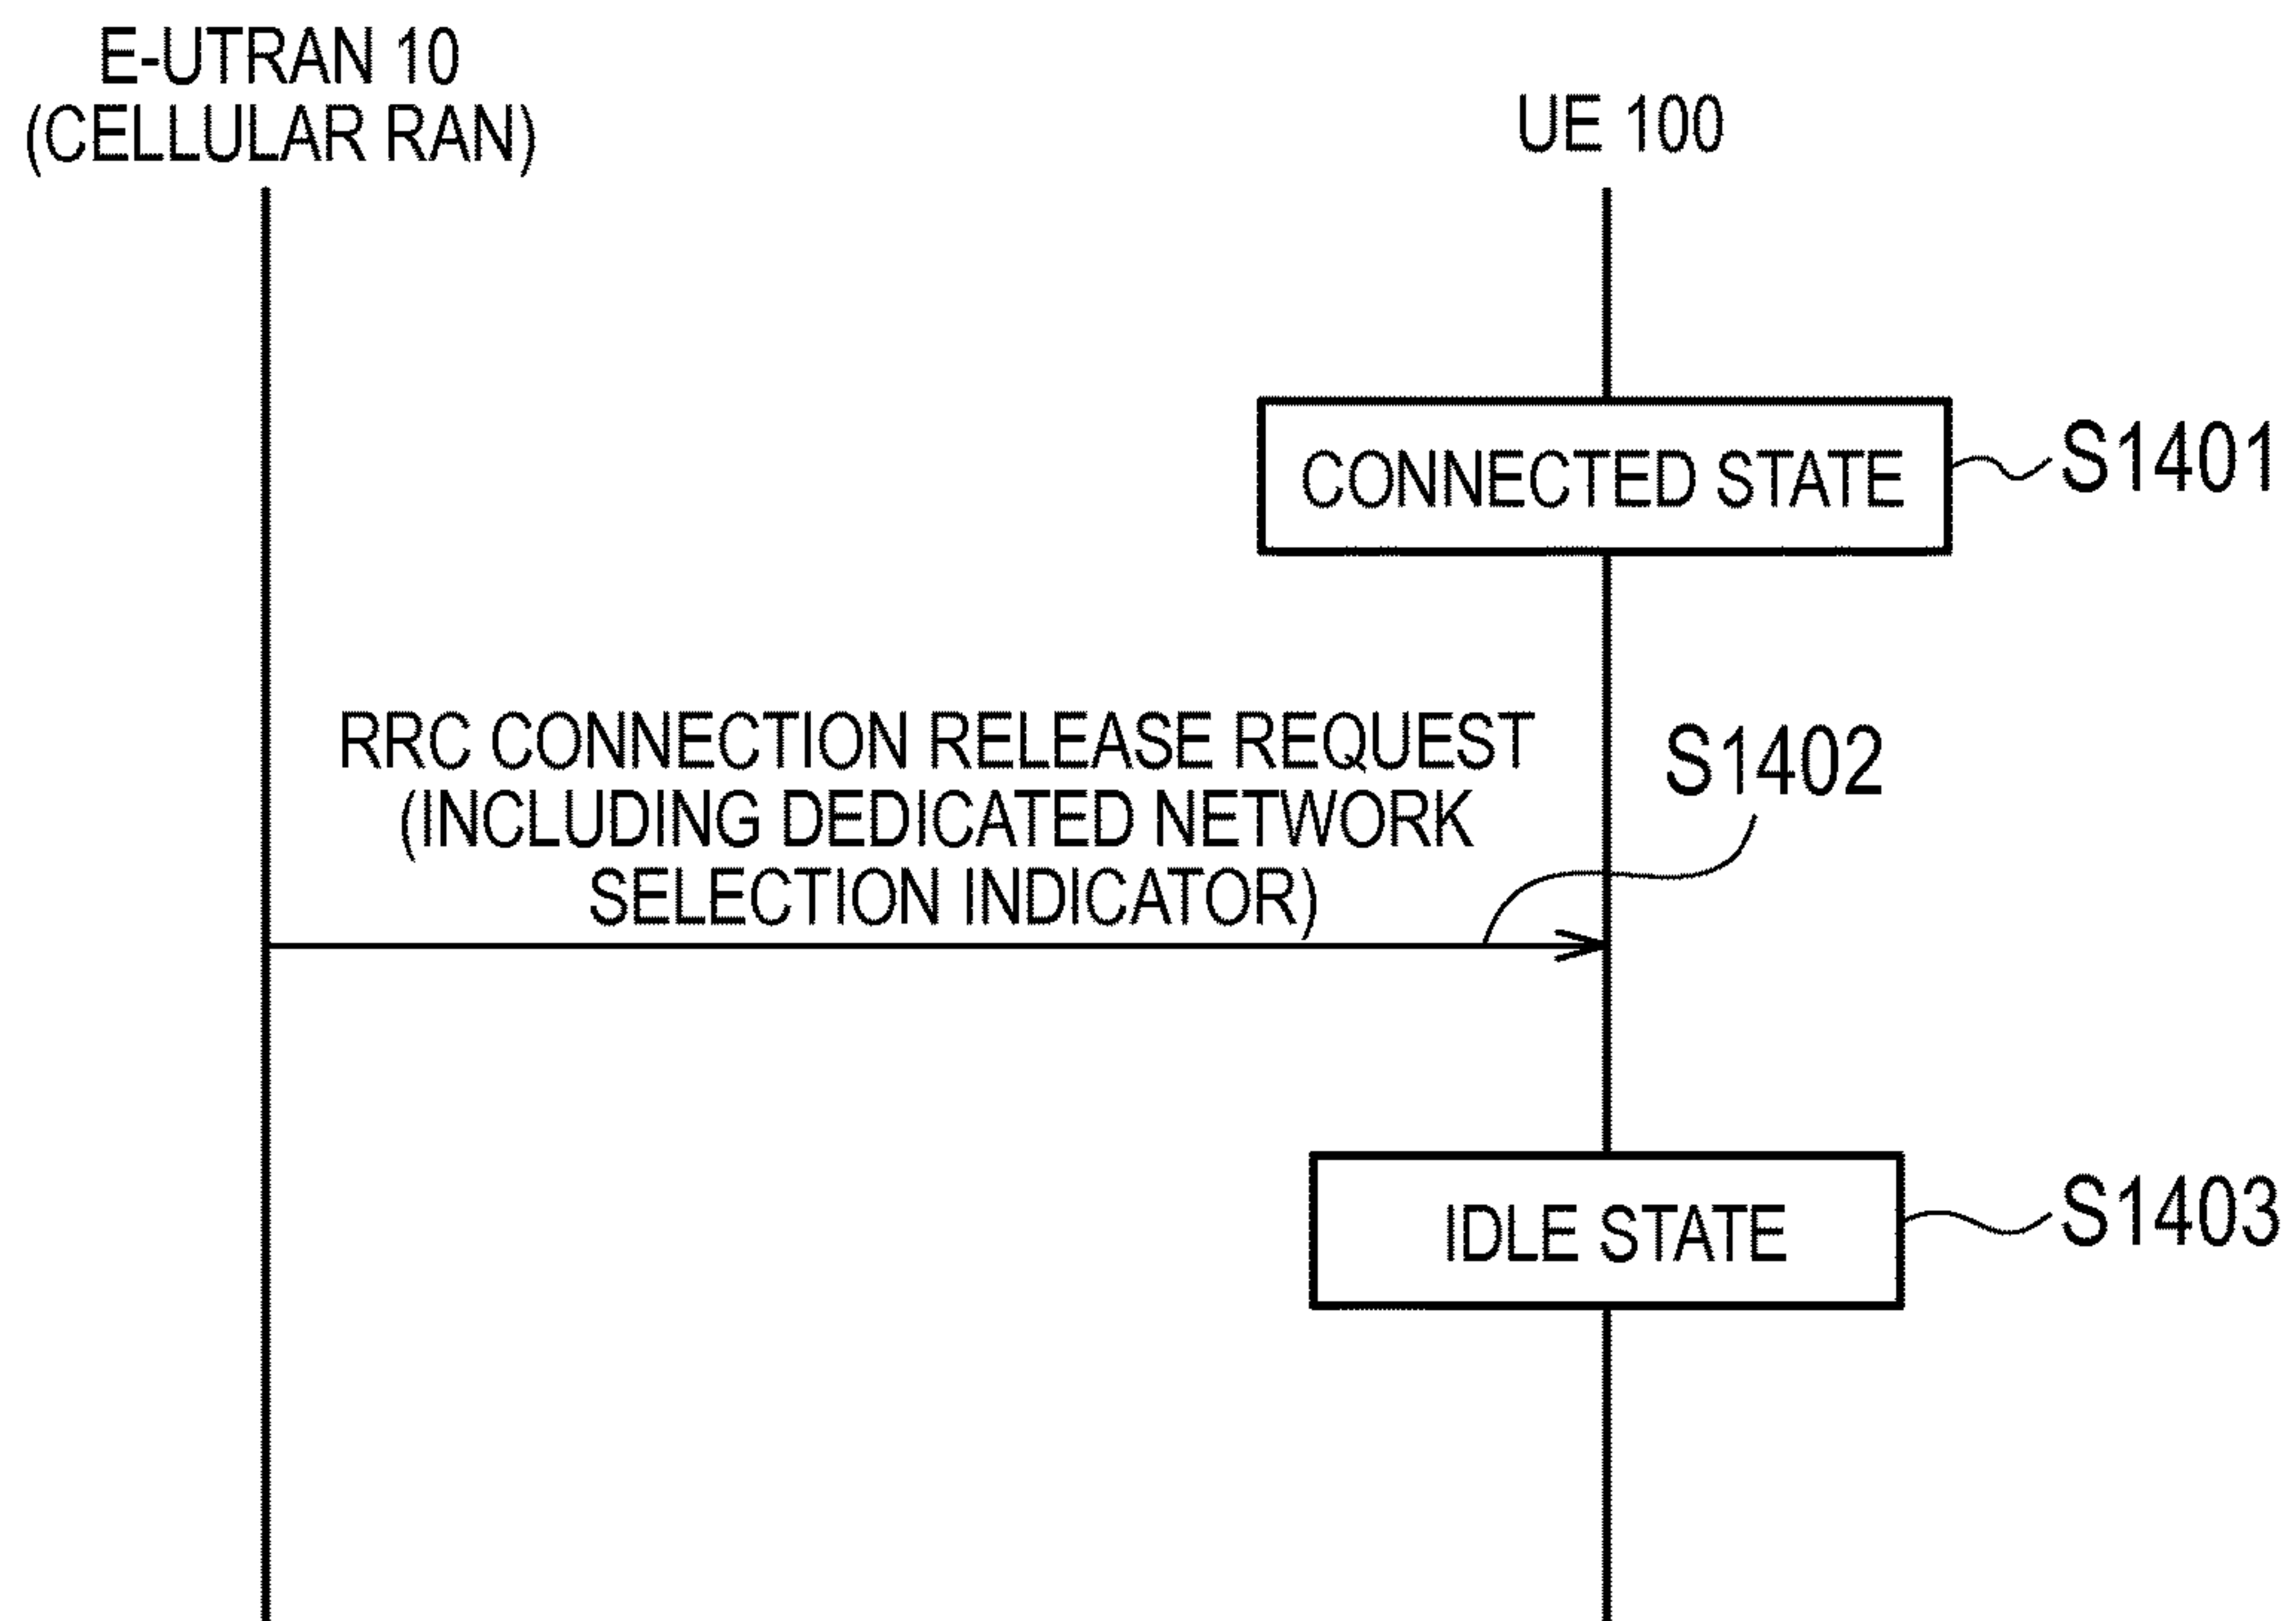 E-UTRAN 10
(CELLULAR RAN)
UE 100
CONNECTED STATE
S1401
RRC CONNECTION RELEASE REQUEST
(INCLUDING DEDICATED NETWORK
SELECTION INDICATOR)
S1402
IDLE STATE
S1403